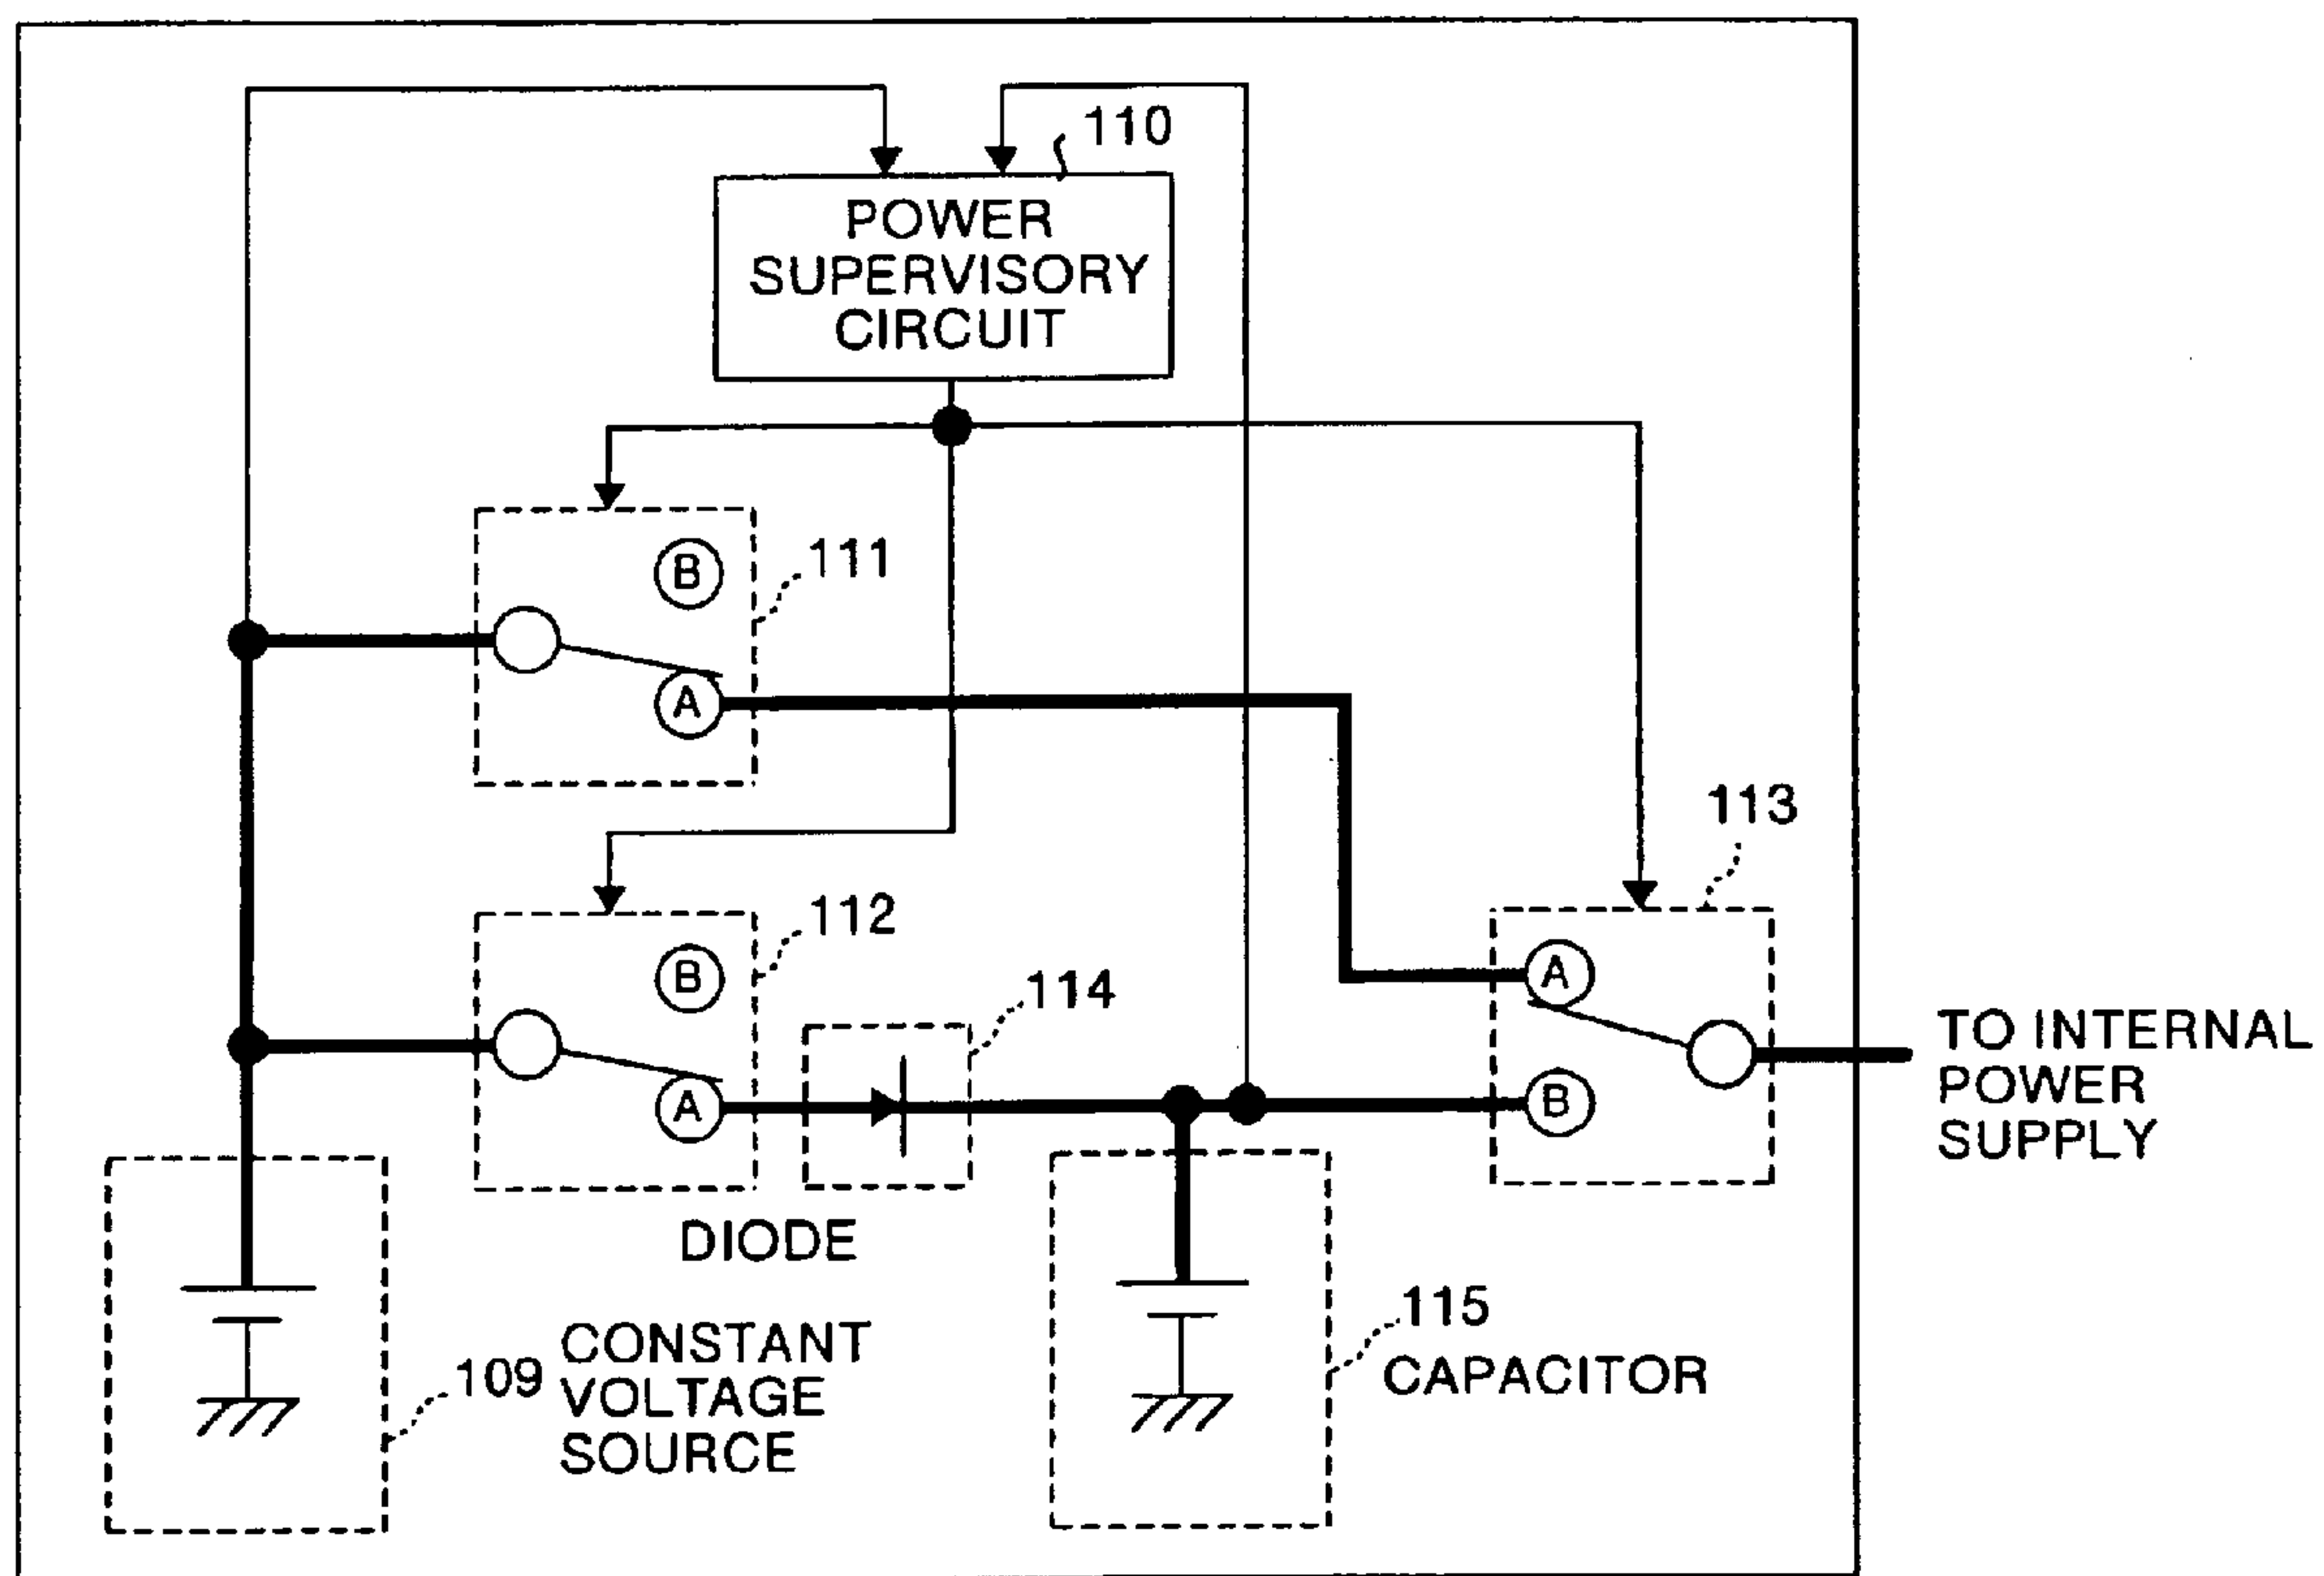 110
POWER
SUPERVISORY
CIRCUIT
B
111
A
113
112
B
114
A
A
B
TO INTERNAL
POWER
SUPPLY
DIODE
115
CAPACITOR
109
CONSTANT
VOLTAGE
SOURCE